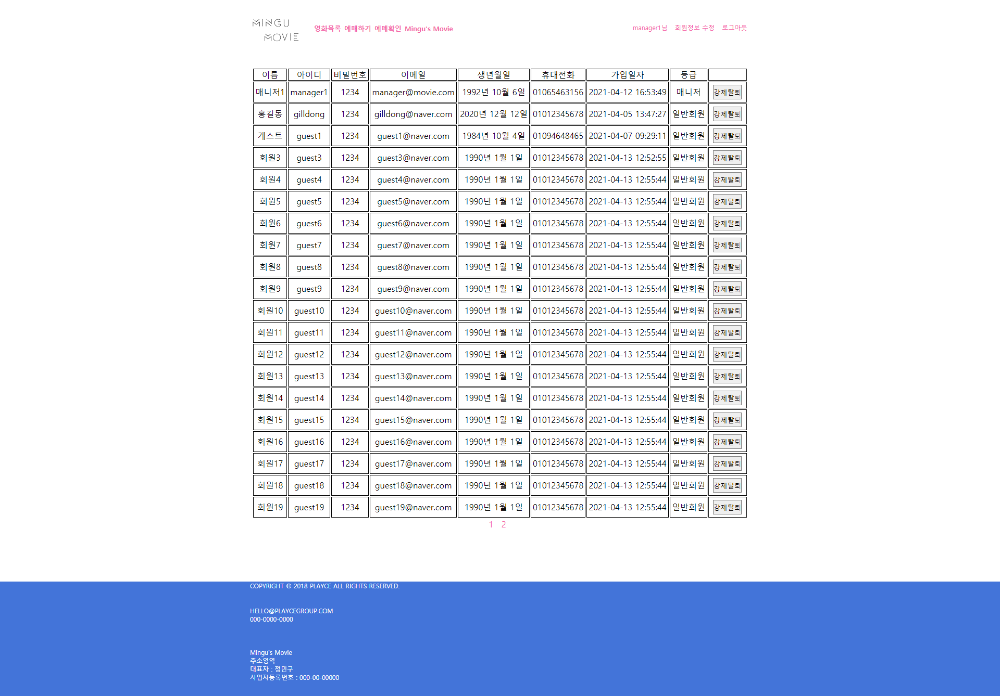 MINGU
MOVIE
영화목록 예매하기 예메확인 Mingu's Movie
manager1님 회원정보 수정 로그아웃
이름 아이디 비밀번호 이메일 생년월일 휴대전화 가입일자 등급
매니저1 manager1 1234 manager@movie.com 1992년 10월 6일 01065463156 2021-04-12 16:53:49 매니저 강제탈퇴
홍길동 gilldong 1234 gilldong@naver.com 2020년 12월 12일 01012345678 2021-04-05 13:47:27 일반회원 강제탈퇴
게스트 guest1 1234 guest1@naver.com 1984년 10월 4일 01094648465 2021-04-07 09:29:11 일반회원 강제탈퇴
회원3 guest3 1234 guest3@naver.com 1990년 1월 1일 01012345678 2021-04-13 12:52:55 일반회원 강제탈퇴
회원4 guest4 1234 guest4@naver.com 1990년 1월 1일 01012345678 2021-04-13 12:55:44 일반회원 강제탈퇴
회원5 guest5 1234 guest5@naver.com 1990년 1월 1일 01012345678 2021-04-13 12:55:44 일반회원 강제탈퇴
회원6 guest6 1234 guest6@naver.com 1990년 1월 1일 01012345678 2021-04-13 12:55:44 일반회원 강제탈퇴
회원7 guest7 1234 guest7@naver.com 1990년 1월 1일 01012345678 2021-04-13 12:55:44 일반회원 강제탈퇴
회원8 guest8 1234 guest8@naver.com 1990년 1월 1일 01012345678 2021-04-13 12:55:44 일반회원 강제탈퇴
회원9 guest9 1234 guest9@naver.com 1990년 1월 1일 01012345678 2021-04-13 12:55:44 일반회원 강제탈퇴
회원10 guest10 1234 guest10@naver.com 1990년 1월 1일 01012345678 2021-04-13 12:55:44 일반회원 강제탈퇴
회원11 guest11 1234 guest11@naver.com 1990년 1월 1일 01012345678 2021-04-13 12:55:44 일반회원 강제탈퇴
회원12 guest12 1234 guest12@naver.com 1990년 1월 1일 01012345678 2021-04-13 12:55:44 일반회원 강제탈퇴
회원13 guest13 1234 guest13@naver.com 1990년 1월 1일 01012345678 2021-04-13 12:55:44 일반회원 강제탈퇴
회원14 guest14 1234 guest14@naver.com 1990년 1월 1일 01012345678 2021-04-13 12:55:44 일반회원 강제탈퇴
회원15 guest15 1234 guest15@naver.com 1990년 1월 1일 01012345678 2021-04-13 12:55:44 일반회원 강제탈퇴
회원16 guest16 1234 guest16@naver.com 1990년 1월 1일 01012345678 2021-04-13 12:55:44 일반회원 강제탈퇴
회원17 guest17 1234 guest17@naver.com 1990년 1월 1일 01012345678 2021-04-13 12:55:44 일반회원 강제탈퇴
회원18 guest18 1234 guest18@naver.com 1990년 1월 1일 01012345678 2021-04-13 12:55:44 일반회원 강제탈퇴
회원19 guest19 1234 guest19@naver.com 1990년 1월 1일 01012345678 2021-04-13 12:55:44 일반회원 강제탈퇴
1 2
COPYRIGHT © 2018 PLAYCE ALL RIGHTS RESERVED.
HELLO@PLAYCEGROUP.COM
000-0000-0000
Mingu's Movie
주소영역
대표자 : 정민구
사업자등록번호 : 000-00-00000